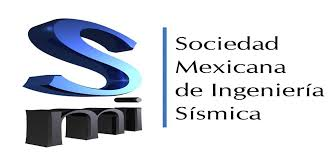 S
Sociedad
Mexicana
de Ingeniería
Sísmica